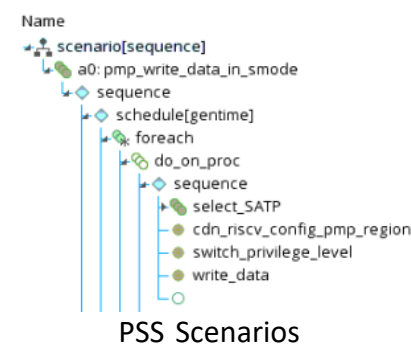 Name
scenario[sequence]
a0: pmp_write_data_in_smode
sequence
schedule[gentime]
foreach
do_on_proc
sequence
select_SATP
cdn_riscv_config_pmp_region
switch_privilege_level
write_data
PSS Scenarios